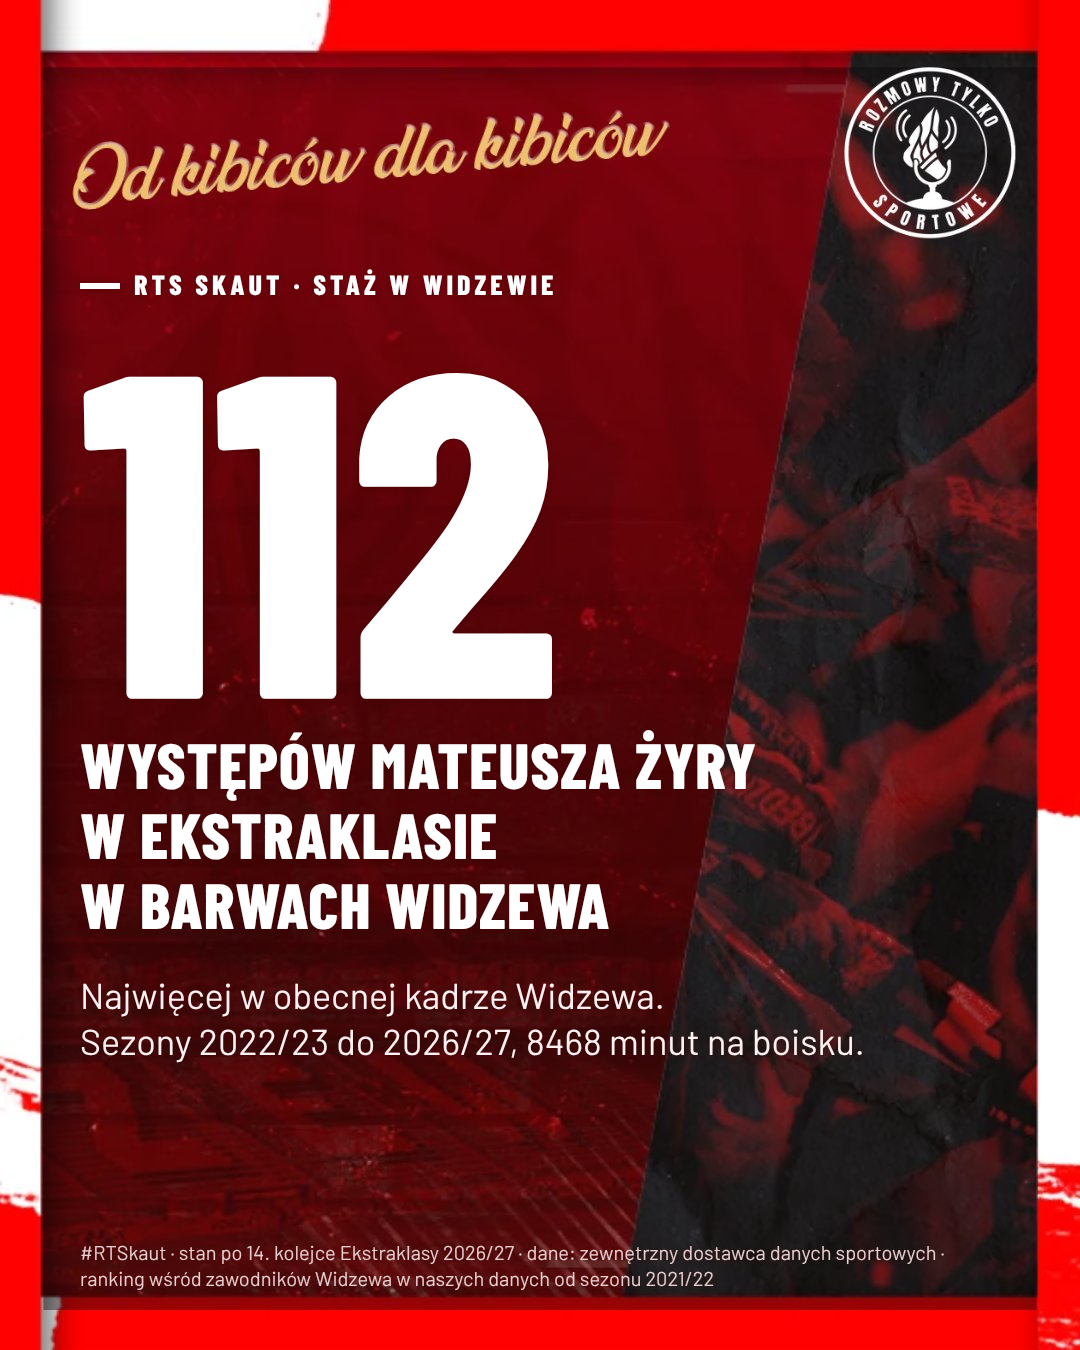 Od kibiców dla kibiców
ROZMOWY TYLKO
SPORTOWE
RTS SKAUT · STAŻ W WIDZEWIE
112
WYSTĘPÓW MATEUSZA ŻYRY
W EKSTRAKLASIE
W BARWACH WIDZEWA
Najwięcej w obecnej kadrze Widzewa.
Sezony 2022/23 do 2026/27, 8468 minut na boisku.
#RTSkaut · stan po 14. kolejce Ekstraklasy 2026/27 · dane: zewnętrzny dostawca danych sportowych ·
ranking wśród zawodników Widzewa w naszych danych od sezonu 2021/22